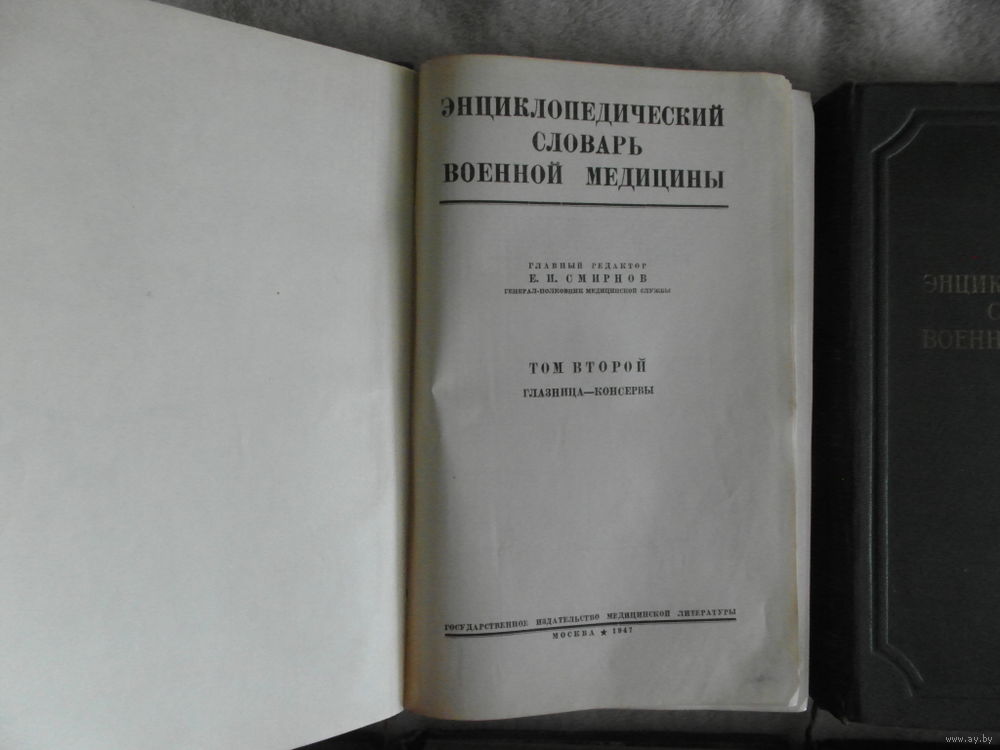 ЭНЦИКЛОПЕДИЧЕСКИЙ
СЛОВАРЬ
ВОЕННОЙ МЕДИЦИНЫ
ГЛАВНЫЙ РЕДАКТОР
Е. И. СМИРНОВ
ГЕНЕРАЛ-ПОЛКОВНИК МЕДИЦИНСКОЙ СЛУЖБЫ
ТОМ ВТОРОЙ
ГЛАЗНИЦА—КОНСЕРВЫ
ГОСУДАРСТВЕННОЕ ИЗДАТЕЛЬСТВО МЕДИЦИНСКОЙ ЛИТЕРАТУРЫ
МОСКВА ★ 1947
ЭНЦИК
С
ВОЕНН
www.ay.by